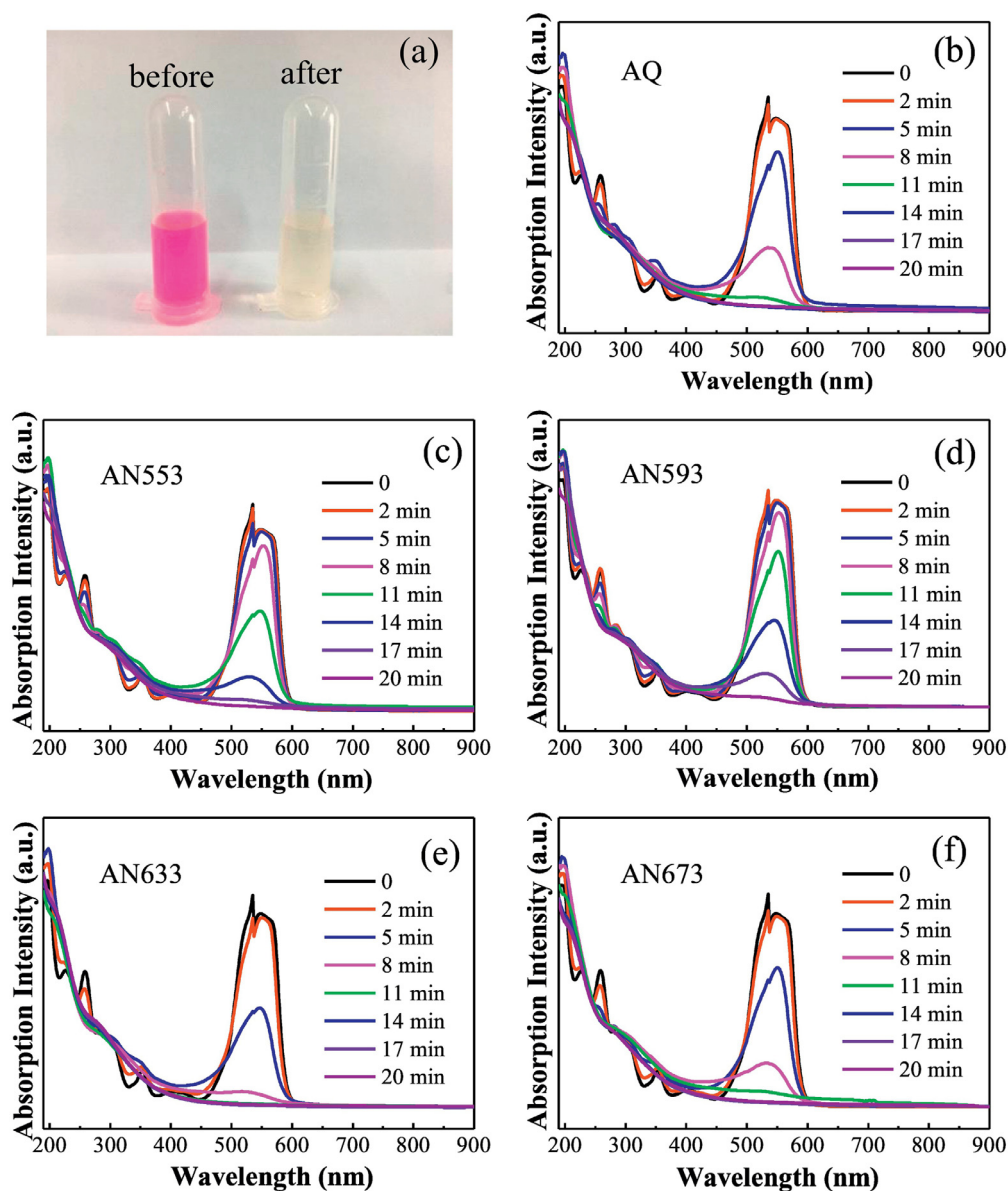 (a)
before after
(b)
AQ
0
2 min
5 min
8 min
11 min
14 min
17 min
20 min
Absorption Intensity (a.u.)
200 300 400 500 600 700 800 900
Wavelength (nm)
(c)
AN553
0
2 min
5 min
8 min
11 min
14 min
17 min
20 min
Absorption Intensity (a.u.)
200 300 400 500 600 700 800 900
Wavelength (nm)
(d)
AN593
0
2 min
5 min
8 min
11 min
14 min
17 min
20 min
Absorption Intensity (a.u.)
200 300 400 500 600 700 800 900
Wavelength (nm)
(e)
AN633
0
2 min
5 min
8 min
11 min
14 min
17 min
20 min
Absorption Intensity (a.u.)
200 300 400 500 600 700 800 900
Wavelength (nm)
(f)
AN673
0
2 min
5 min
8 min
11 min
14 min
17 min
20 min
Absorption Intensity (a.u.)
200 300 400 500 600 700 800 900
Wavelength (nm)